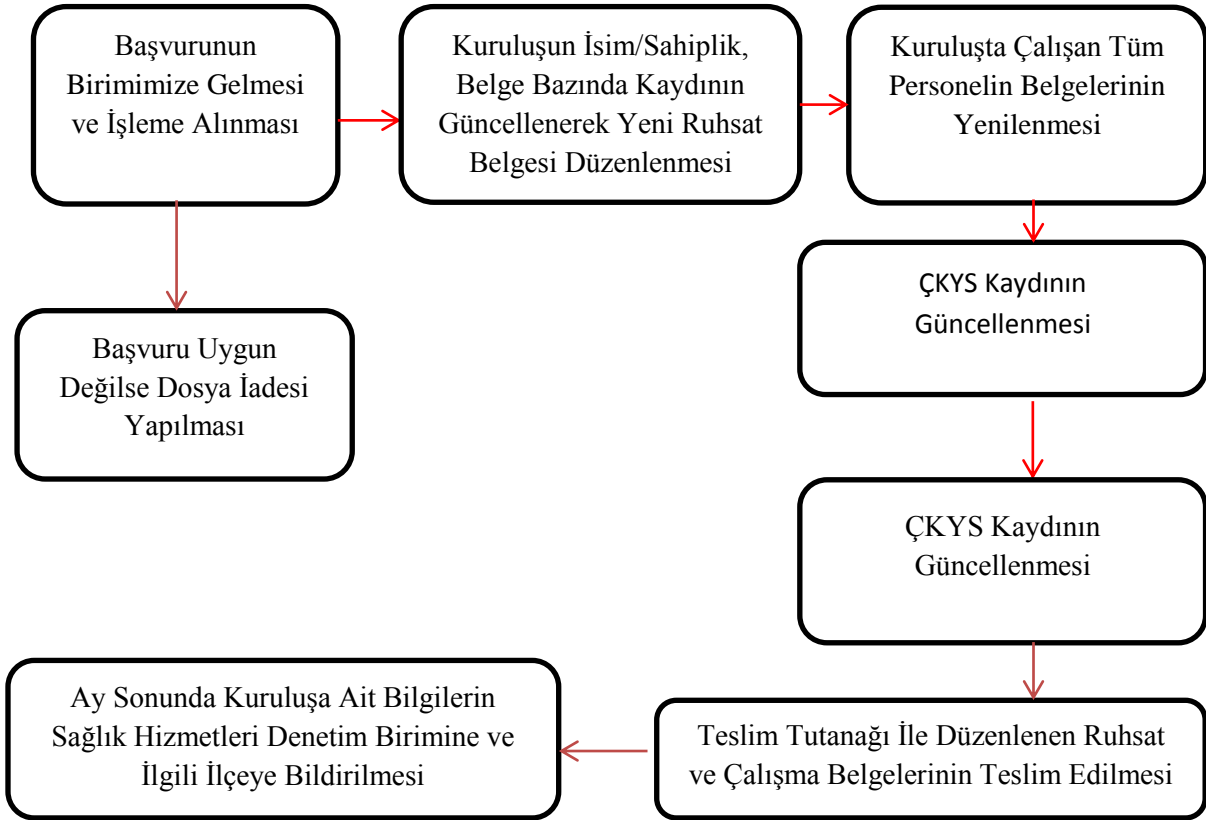 Başvurunun
Birimimize Gelmesi
ve İşleme Alınması
Kuruluşun İsim/Sahiplik,
Belge Bazında Kaydının
Güncellenerek Yeni Ruhsat
Belgesi Düzenlenmesi
Kuruluşta Çalışan Tüm
Personelin Belgelerinin
Yenilenmesi
Başvuru Uygun
Değilse Dosya İadesi
Yapılması
ÇKYS Kaydının
Güncellenmesi
ÇKYS Kaydının
Güncellenmesi
Teslim Tutanağı İle Düzenlenen Ruhsat
ve Çalışma Belgelerinin Teslim Edilmesi
Ay Sonunda Kuruluşa Ait Bilgilerin
Sağlık Hizmetleri Denetim Birimine ve
İlgili İlçeye Bildirilmesi